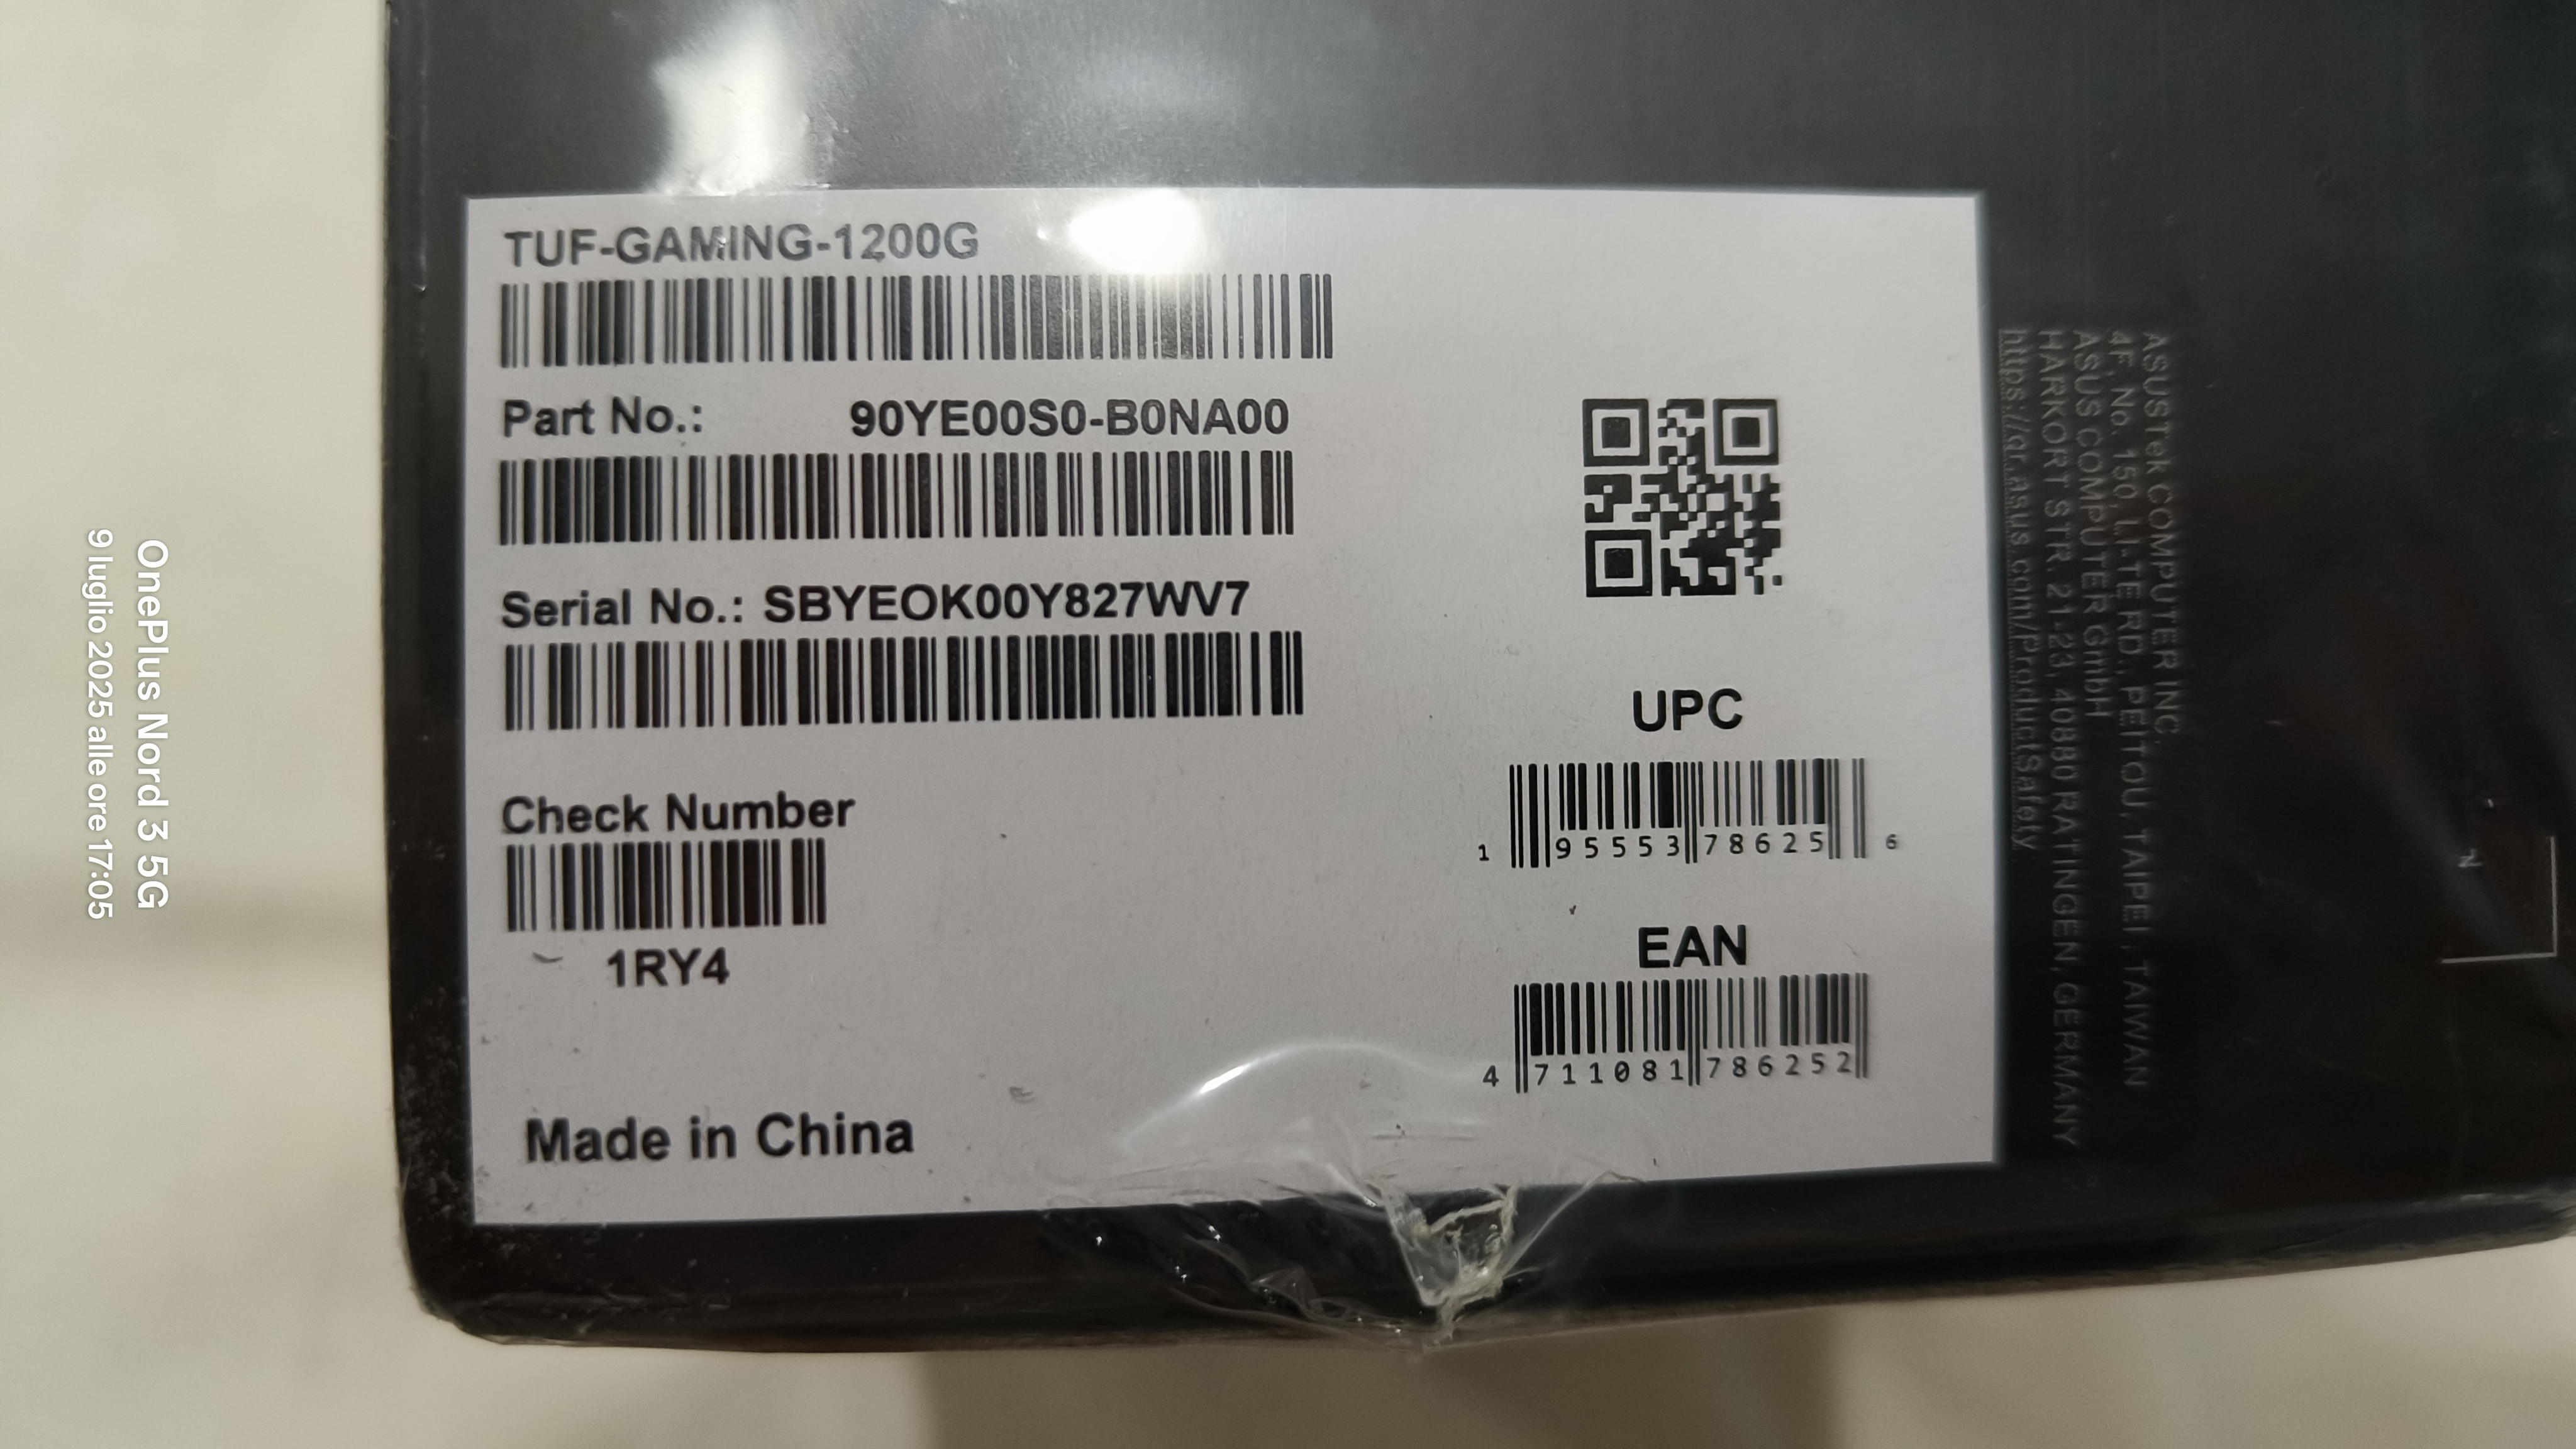 TUF-GAMING-1200G
Part No.: 90YE00S0-B0NA00
Serial No.: SBYEOK00Y827WV7
Check Number
1RY4
Made in China
UPC
1 95553 78625 6
EAN
4 711081 786252
ASUSTek COMPUTER INC.
4F, No. 150, LI-TE RD., PEITOU, TAIPEI, TAIWAN
ASUS COMPUTER GmbH
HARKORT STR. 21-23, 40880 RATINGEN, GERMANY
https://qr.asus.com/ProductSafety
OnePlus Nord 3 5G
9 luglio 2025 alle ore 17:05